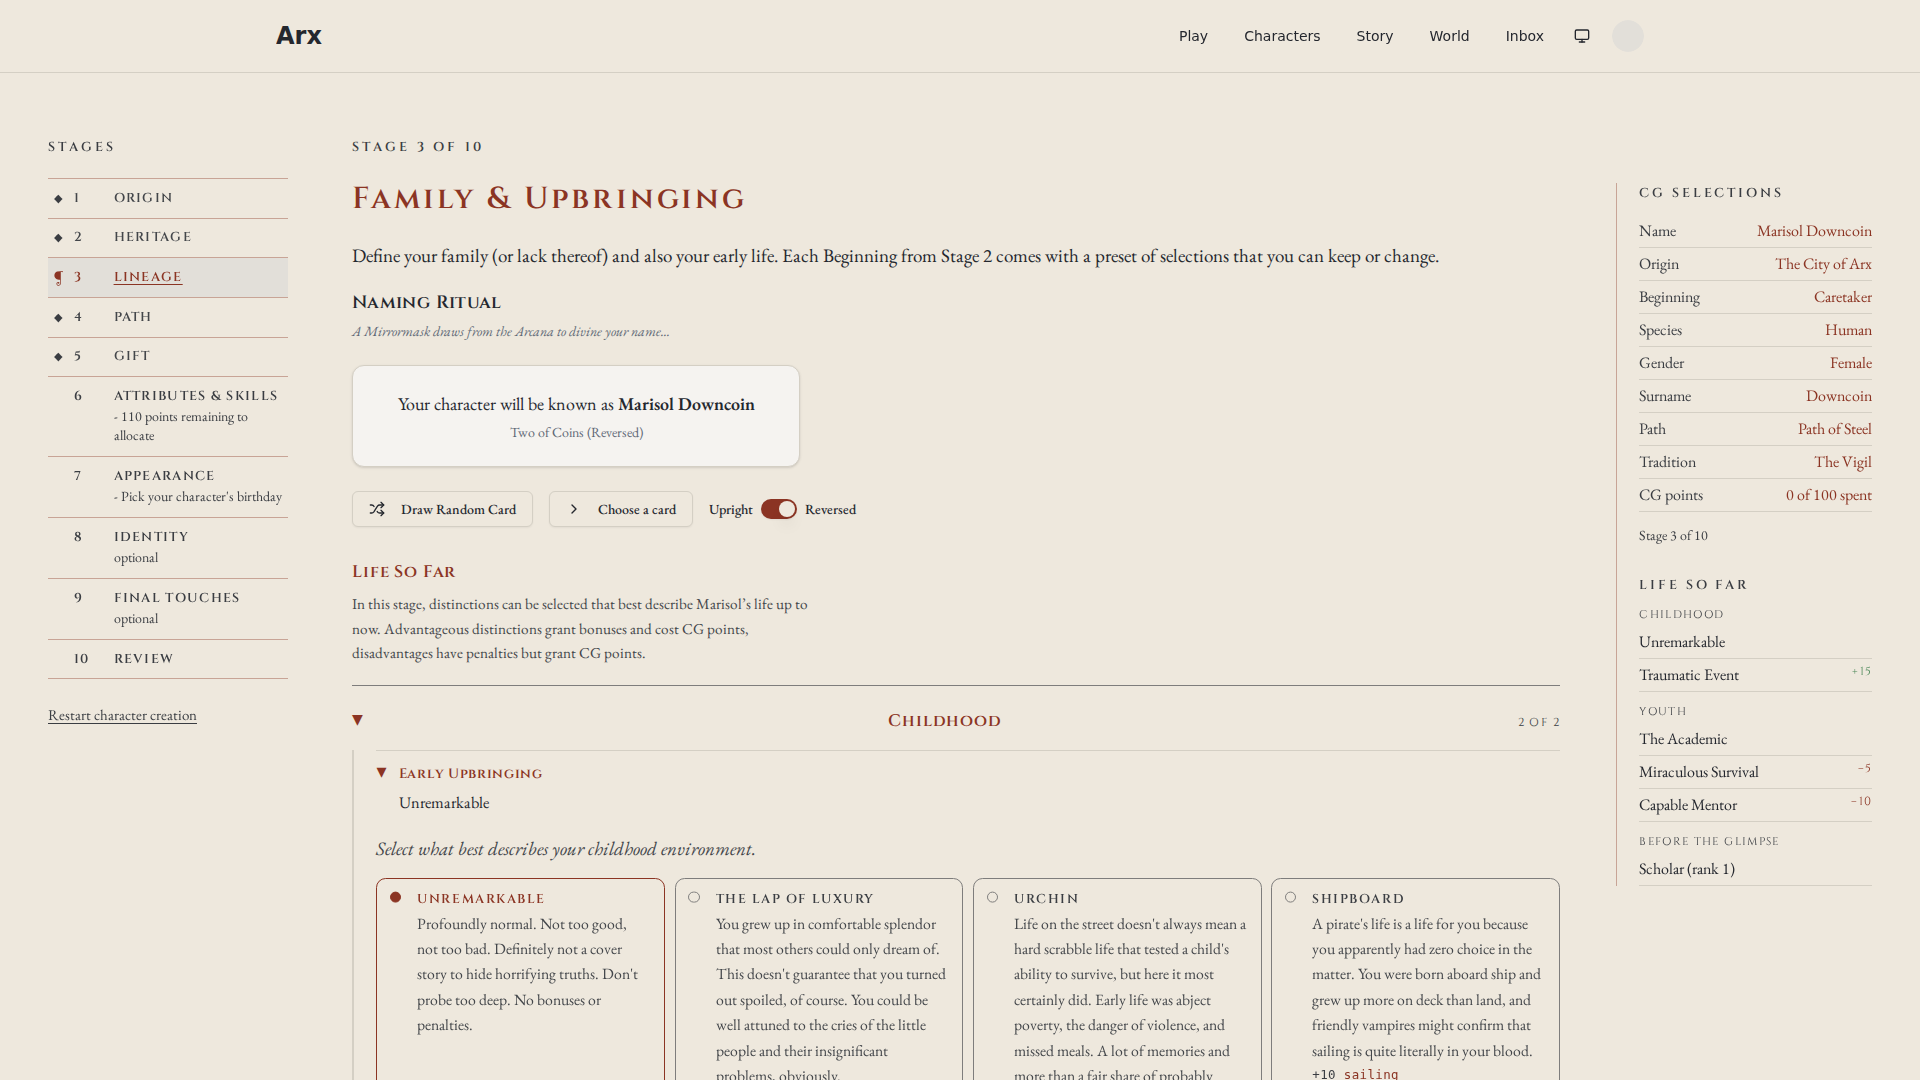 Arx
Play
Characters
Story
World
Inbox
STAGES
◆ 1 ORIGIN
◆ 2 HERITAGE
¶ 3 LINEAGE
◆ 4 PATH
◆ 5 GIFT
6 ATTRIBUTES & SKILLS
- 110 points remaining to
allocate
7 APPEARANCE
- Pick your character's birthday
8 IDENTITY
optional
9 FINAL TOUCHES
optional
10 REVIEW
Restart character creation
STAGE 3 OF 10
Family & Upbringing
Define your family (or lack thereof) and also your early life. Each Beginning from Stage 2 comes with a preset of selections that you can keep or change.
Naming Ritual
A Mirrormask draws from the Arcana to divine your name...
Your character will be known as Marisol Downcoin
Two of Coins (Reversed)
Draw Random Card
Choose a card
Upright
Reversed
Life So Far
In this stage, distinctions can be selected that best describe Marisol's life up to
now. Advantageous distinctions grant bonuses and cost CG points,
disadvantages have penalties but grant CG points.
▼ Childhood 2 OF 2
▼ Early Upbringing
Unremarkable
Select what best describes your childhood environment.
UNREMARKABLE
Profoundly normal. Not too good,
not too bad. Definitely not a cover
story to hide horrifying truths. Don't
probe too deep. No bonuses or
penalties.
THE LAP OF LUXURY
You grew up in comfortable splendor
that most others could only dream of.
This doesn't guarantee that you turned
out spoiled, of course. You could be
well attuned to the cries of the little
people and their insignificant
problems, obviously.
URCHIN
Life on the street doesn't always mean a
hard scrabble life that tested a child's
ability to survive, but here it most
certainly did. Early life was abject
poverty, the danger of violence, and
missed meals. A lot of memories and
more than a fair share of probably
SHIPBOARD
A pirate's life is a life for you because
you apparently had zero choice in the
matter. You were born aboard ship and
grew up more on deck than land, and
friendly vampires might confirm that
sailing is quite literally in your blood.
+10 sailing
CG SELECTIONS
Name Marisol Downcoin
Origin The City of Arx
Beginning Caretaker
Species Human
Gender Female
Surname Downcoin
Path Path of Steel
Tradition The Vigil
CG points 0 of 100 spent
Stage 3 of 10
LIFE SO FAR
CHILDHOOD
Unremarkable
Traumatic Event +15
YOUTH
The Academic
Miraculous Survival −5
Capable Mentor −10
BEFORE THE GLIMPSE
Scholar (rank 1)